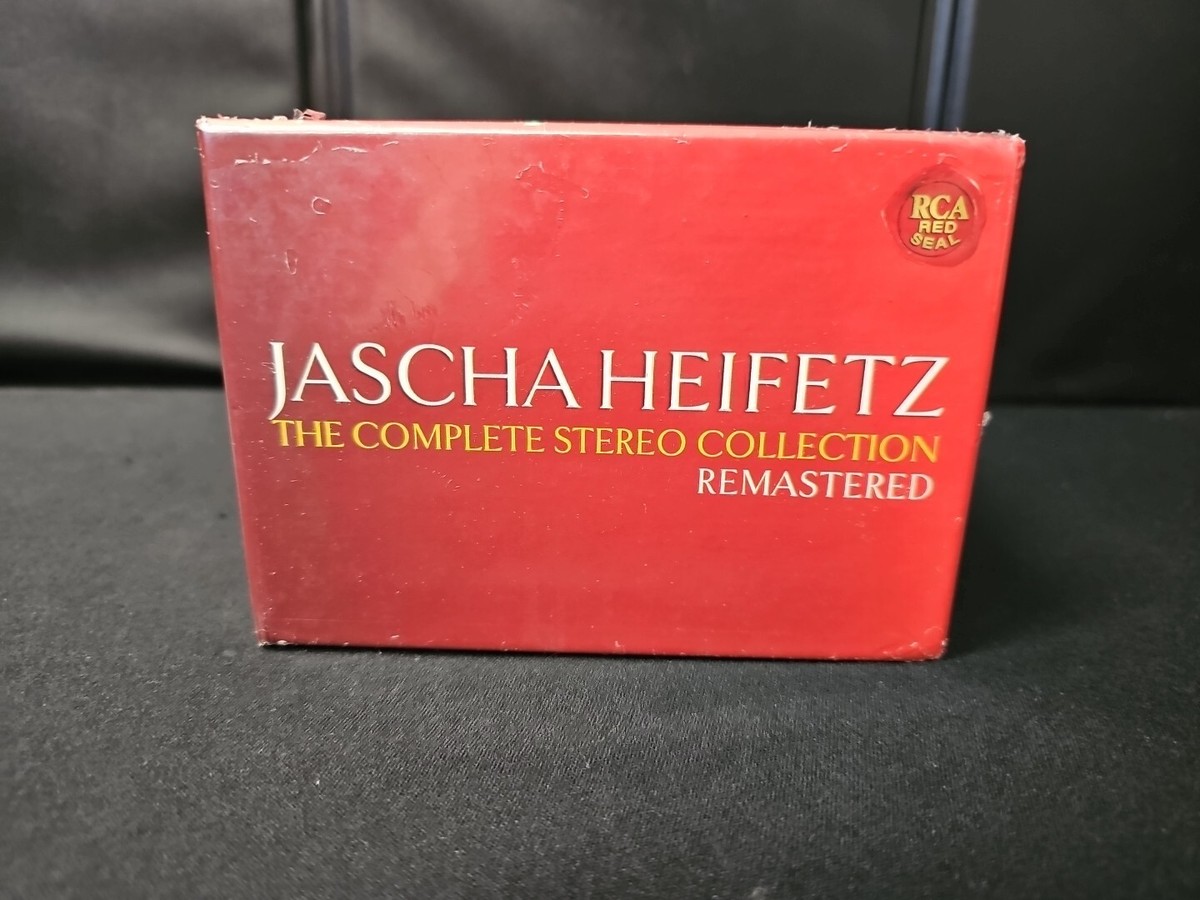 RCA
RED
SEAL
JASCHA HEIFETZ
THE COMPLETE STEREO COLLECTION
REMASTERED